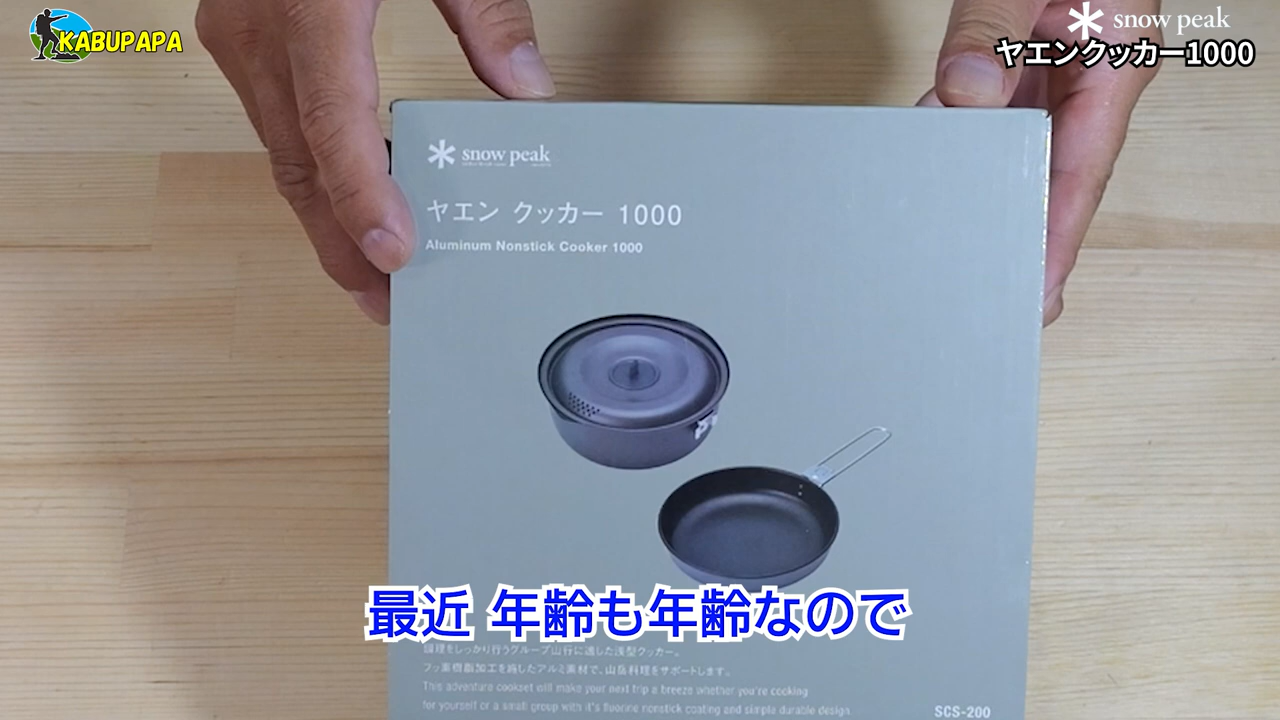 KABUPAPA
snow peak
ヤエンクッカー1000
snow peak
ヤエン クッカー 1000
Aluminum Nonstick Cooker 1000
最近 年齢も年齢なので
調理をしっかり行うグループ山行に適した浅型クッカー。
フッ素樹脂加工を施したアルミ素材で、山岳料理をサポートします。
This adventure cookset will make your next trip a breeze whether you're cooking
for yourself or a small group with it's fluorine nonstick coating and simple durable design.
SCS-200